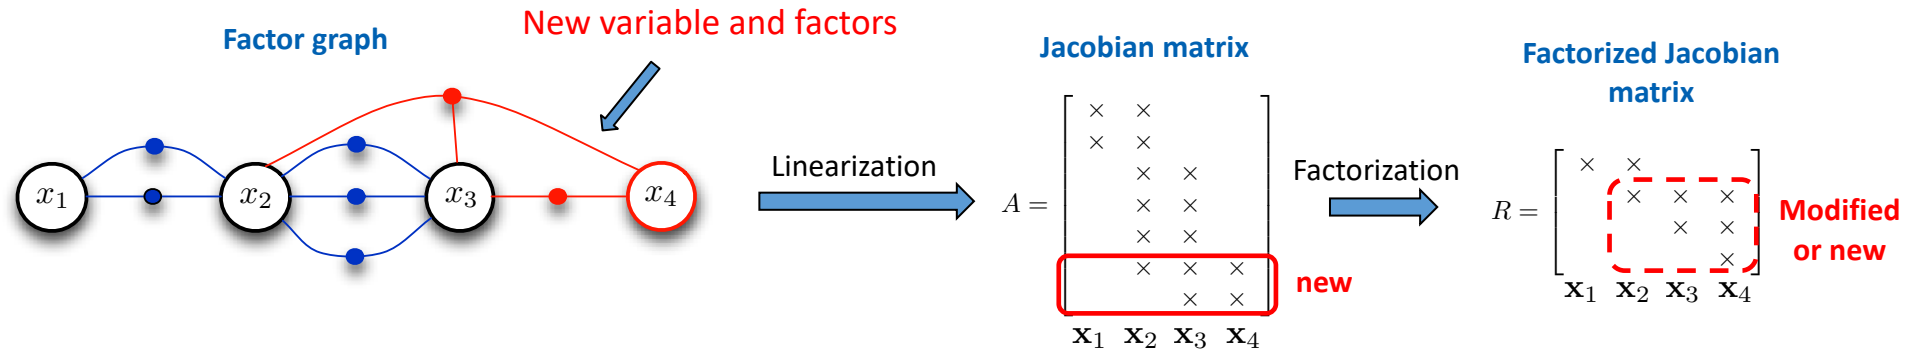 Factor graph
New variable and factors
x1 x2 x3 x4
Linearization
Jacobian matrix
A =
× ×
× ×
× ×
× ×
× ×
× × ×
× ×
new
x1 x2 x3 x4
Factorization
Factorized Jacobian
matrix
R =
× ×
× × ×
× ×
×
x1 x2 x3 x4
Modified
or new